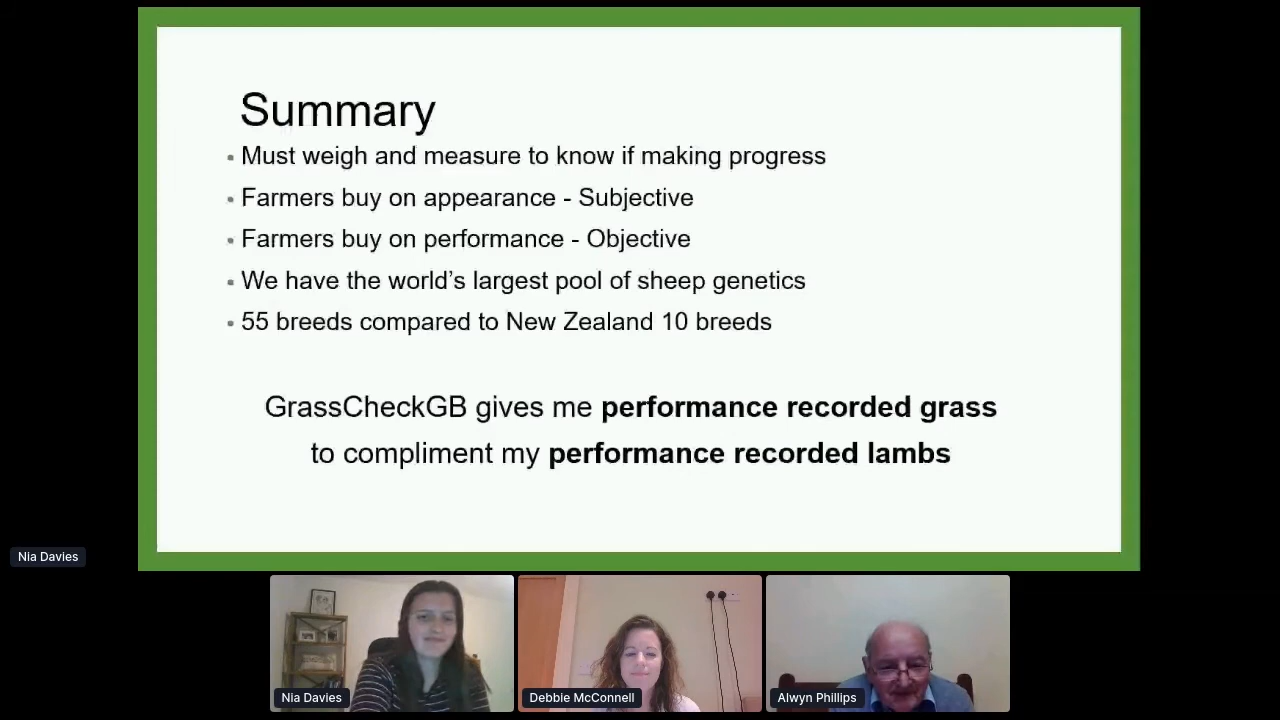 Summary
Must weigh and measure to know if making progress
Farmers buy on appearance - Subjective
Farmers buy on performance - Objective
We have the world’s largest pool of sheep genetics
55 breeds compared to New Zealand 10 breeds
GrassCheckGB gives me performance recorded grass
to compliment my performance recorded lambs
Nia Davies
Nia Davies
Debbie McConnell
Alwyn Phillips